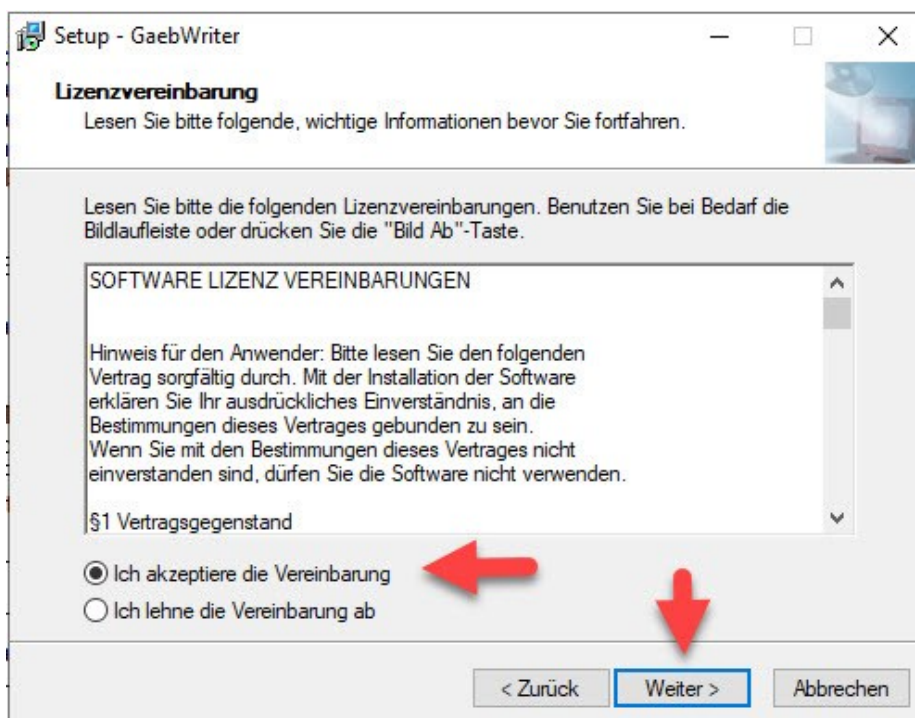 Setup - GaebWriter
Lizenzvereinbarung
Lesen Sie bitte folgende, wichtige Informationen bevor Sie fortfahren.
Lesen Sie bitte die folgenden Lizenzvereinbarungen. Benutzen Sie bei Bedarf die
Bildlaufleiste oder drücken Sie die "Bild Ab"-Taste.
SOFTWARE LIZENZ VEREINBARUNGEN
Hinweis für den Anwender: Bitte lesen Sie den folgenden
Vertrag sorgfältig durch. Mit der Installation der Software
erklären Sie Ihr ausdrückliches Einverständnis, an die
Bestimmungen dieses Vertrages gebunden zu sein.
Wenn Sie mit den Bestimmungen dieses Vertrages nicht
einverstanden sind, dürfen Sie die Software nicht verwenden.
§1 Vertragsgegenstand
Ich akzeptiere die Vereinbarung
Ich lehne die Vereinbarung ab
< Zurück
Weiter >
Abbrechen